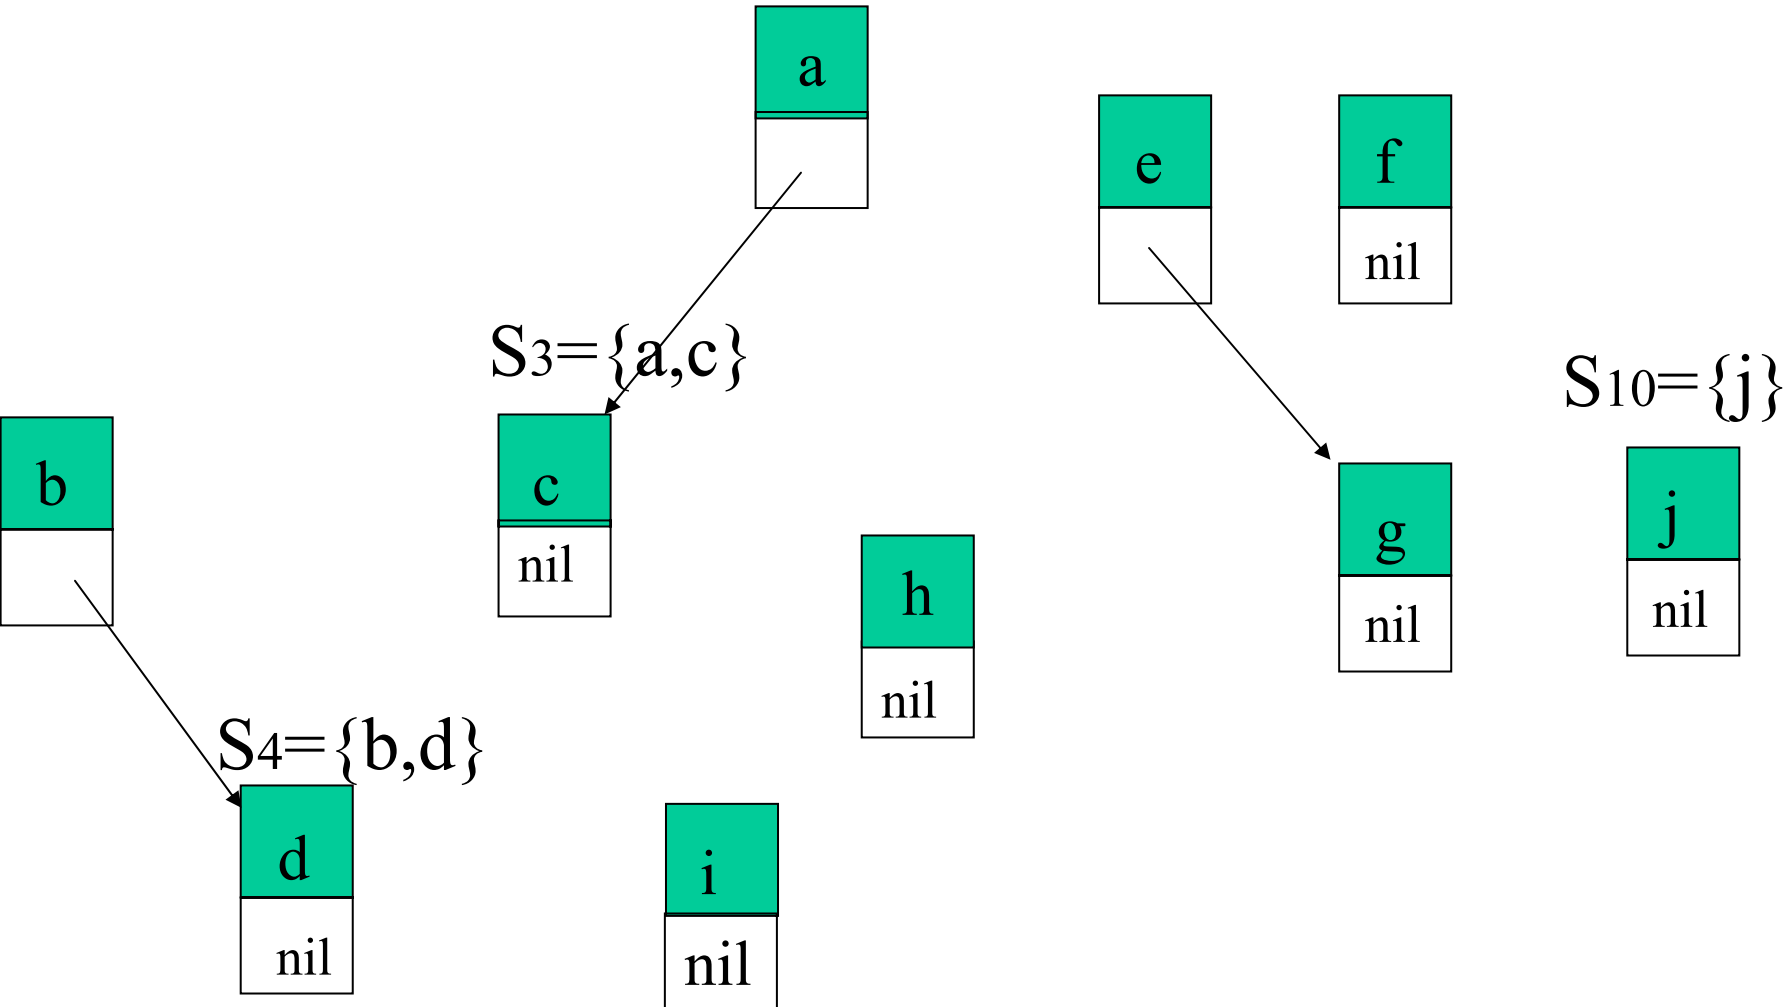 a
e
f
nil
S3={a,c}
S10={j}
b
c
nil
g
nil
j
nil
h
nil
S4={b,d}
d
nil
i
nil